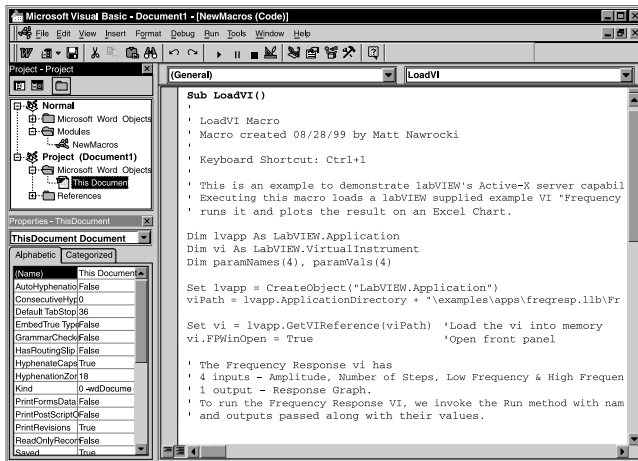 Microsoft Visual Basic - Document1 - [NewMacros (Code)]
File Edit View Insert Format Debug Run Tools Window Help
Project - Project
(General)
LoadVI
Normal
Microsoft Word Objects
Modules
NewMacros
Project (Document1)
Microsoft Word Objects
This Documen
References
Properties - ThisDocument
ThisDocument Document
Alphabetic Categorized
(Name) This Document
AutoHyphenatio False
ConsecutiveHyp 0
Default TabStop 36
EmbedTrue Type False
GrammarChecke False
HasRoutingSlip False
HyphenateCaps True
HyphenationZon 18
Kind 0 -wdDocume
PrintFormsData False
PrintPostScriptO False
PrintRevisions True
ReadOnlyRecor False
Saved True
Sub LoadVI()
'
' LoadVI Macro
' Macro created 08/28/99 by Matt Nawrocki
'
' Keyboard Shortcut: Ctrl+1
'
' This is an example to demonstrate labVIEW's Active-X server capabil
' Executing this macro loads a labVIEW supplied example VI "Frequency
' runs it and plots the result on an Excel Chart.
Dim lvapp As LabVIEW.Application
Dim vi As LabVIEW.VirtualInstrument
Dim paramNames(4), paramVals(4)
Set lvapp = CreateObject("LabVIEW.Application")
viPath = lvapp.ApplicationDirectory + "\examples\apps\freqresp.llb\Fr
Set vi = lvapp.GetVIReference(viPath) 'Load the vi into memory
vi.FPWinOpen = True 'Open front panel
' The Frequency Response vi has
' 4 inputs - Amplitude, Number of Steps, Low Frequency & High Frequen
' 1 output - Response Graph.
' To run the Frequency Response VI, we invoke the Run method with nam
' and outputs passed along with their values.